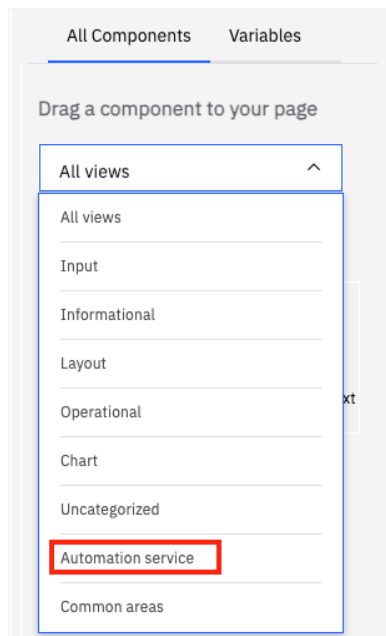 All Components Variables
Drag a component to your page
All views
All views
Input
Informational
Layout
Operational
xt
Chart
Uncategorized
Automation service
Common areas